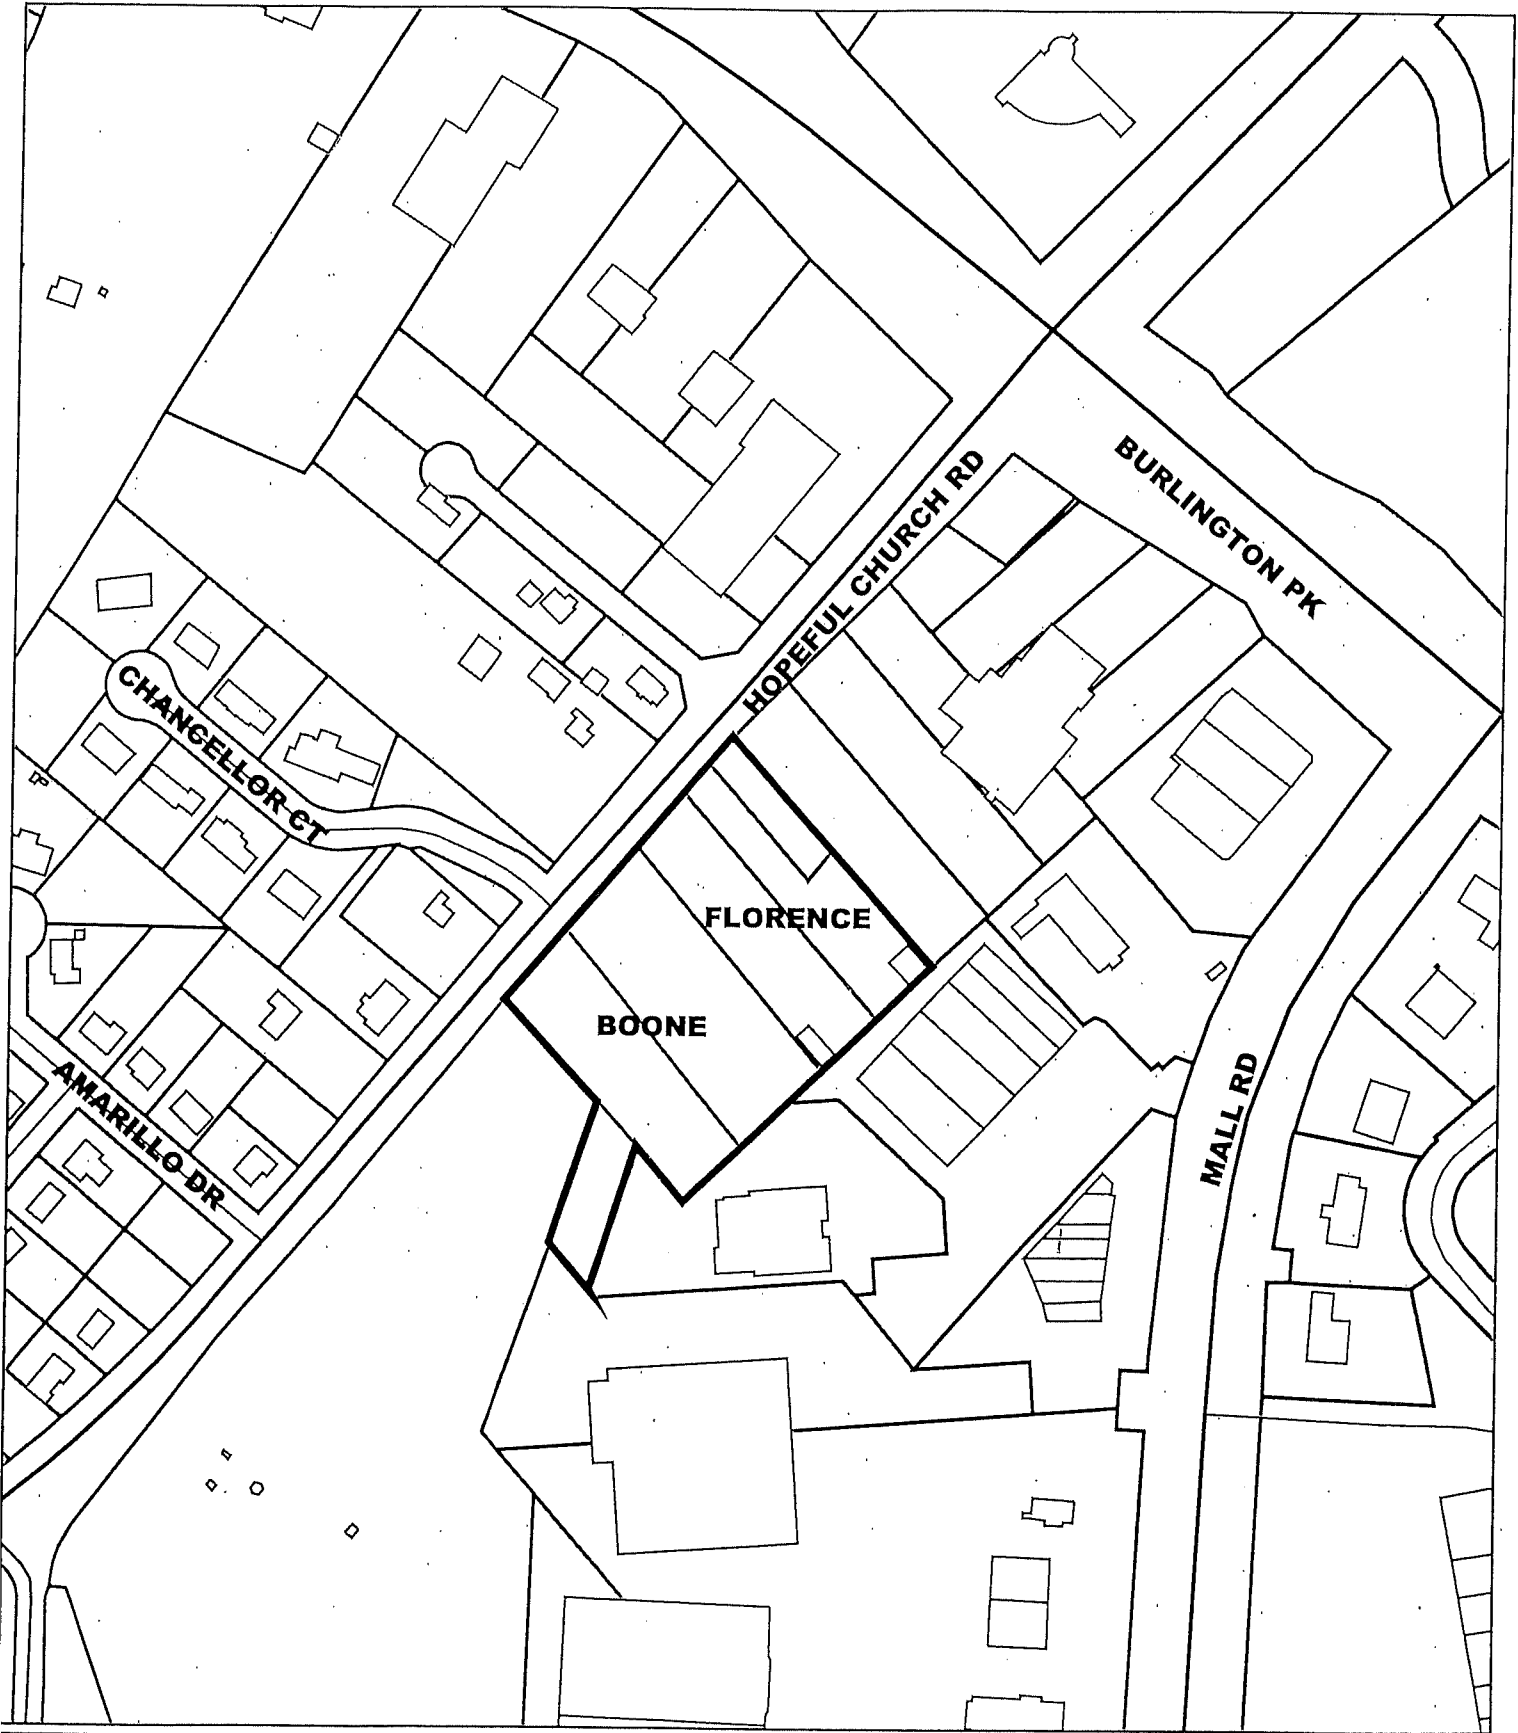 BURLINGTON PK
HOPEFUL CHURCH RD
CHANCELLOR CT
FLORENCE
BOONE
AMARILLO DR
MALL RD